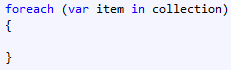 foreach (var item in collection)
{
}